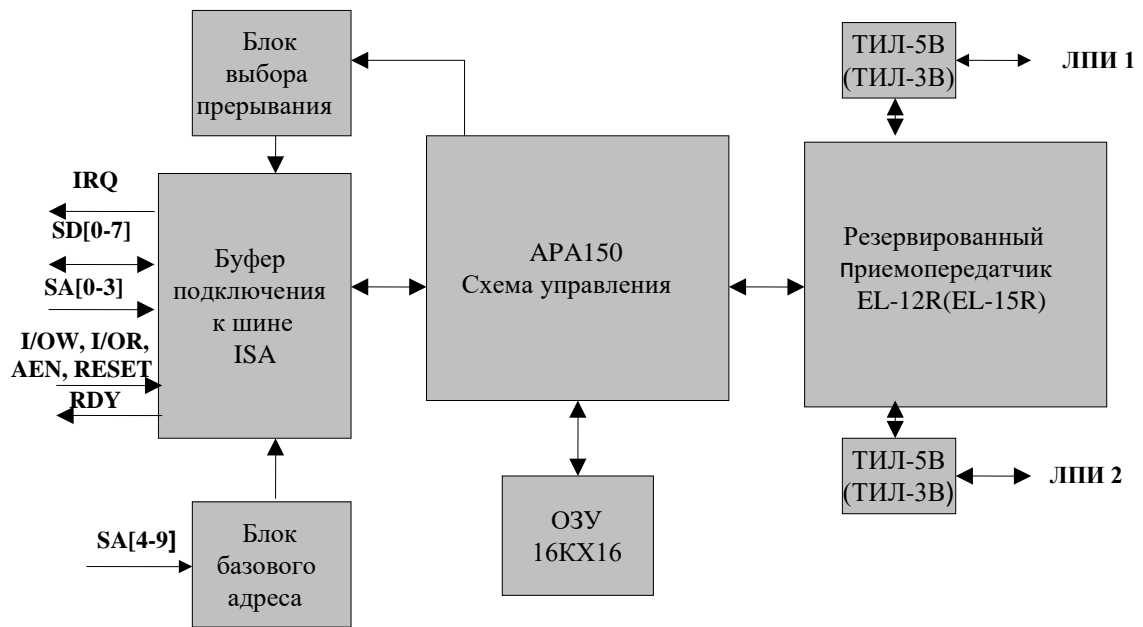 Блок
выбора
прерывания
IRQ
SD[0-7]
SA[0-3]
I/OW, I/OR,
AEN, RESET
RDY
Буфер
подключения
к шине
ISA
SA[4-9]
Блок
базового
адреса
APA150
Схема управления
ОЗУ
16KX16
ТИЛ-5В
(ТИЛ-3В)
ЛПИ 1
Резервированный
приемопередатчик
EL-12R(EL-15R)
ТИЛ-5В
(ТИЛ-3В)
ЛПИ 2